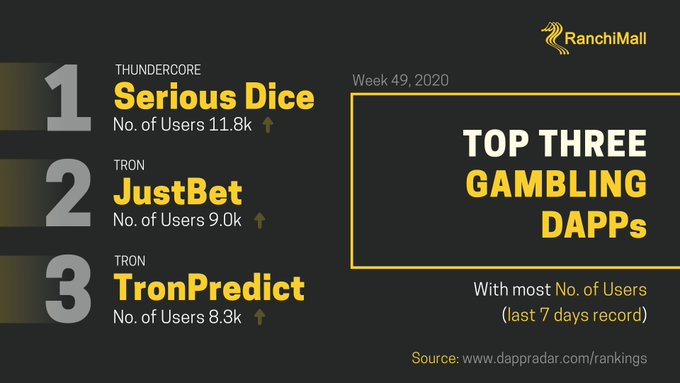 RanchiMall
1
THUNDERCORE
Serious Dice
No. of Users 11.8k
2
TRON
JustBet
No. of Users 9.0k
3
TRON
TronPredict
No. of Users 8.3k
Week 49, 2020
TOP THREE
GAMBLING
DAPPs
With most No. of Users
(last 7 days record)
Source: www.dappradar.com/rankings